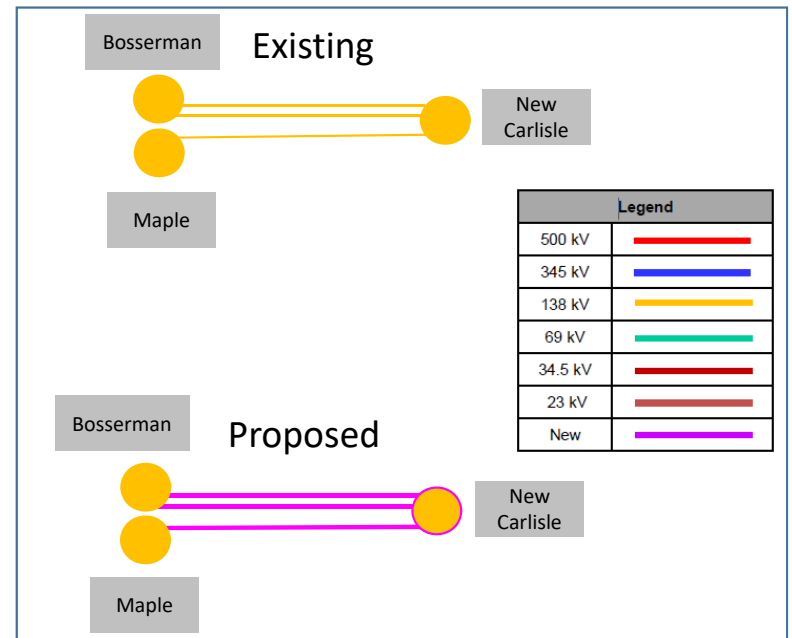 Bosserman
Existing
New
Carlisle
Maple
Legend
500 kV
345 kV
138 kV
69 kV
34.5 kV
23 kV
New
Bosserman
Proposed
New
Carlisle
Maple